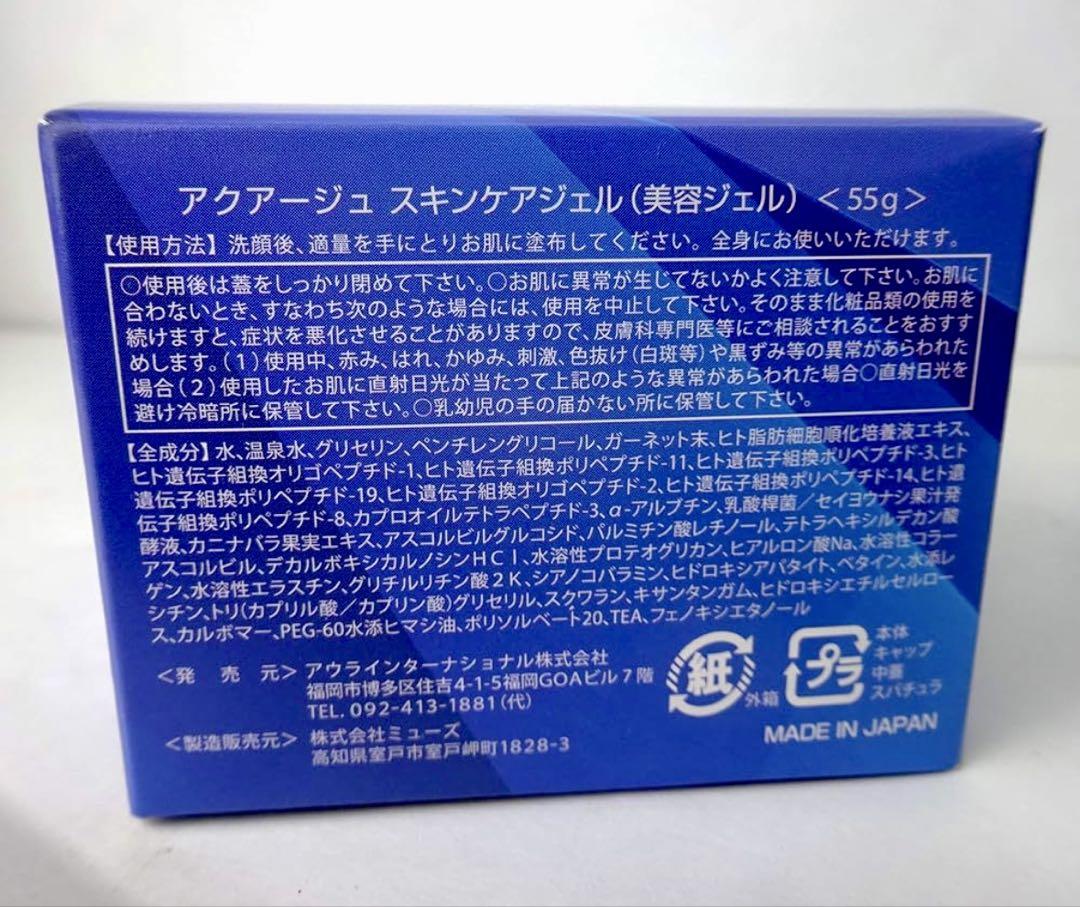 アクアージュ スキンケアジェル(美容ジェル) <55g>
【使用方法】洗顔後、適量を手にとりお肌に塗布してください。全身にお使いいただけます。
○使用後は蓋をしっかり閉めて下さい。○お肌に異常が生じてないかよく注意して下さい。お肌に
合わないとき、すなわち次のような場合には、使用を中止して下さい。そのまま化粧品類の使用を
続けますと、症状を悪化させることがありますので、皮膚科専門医等にご相談されることをおすす
めします。(1)使用中、赤み、はれ、かゆみ、刺激、色抜け(白斑等)や黒ずみ等の異常があらわれた
場合(2)使用したお肌に直射日光が当たって上記のような異常があらわれた場合○直射日光を
避け冷暗所に保管して下さい。○乳幼児の手の届かない所に保管して下さい。
【全成分】水、温泉水、グリセリン、ペンチレングリコール、ガーネット末、ヒト脂肪細胞順化培養液エキス、
ヒト遺伝子組換オリゴペプチド-1、ヒト遺伝子組換ポリペプチド-11、ヒト遺伝子組換ポリペプチド-3、ヒト
遺伝子組換ポリペプチド-19、ヒト遺伝子組換オリゴペプチド-2、ヒト遺伝子組換ポリペプチド-14、ヒト遺
伝子組換ポリペプチド-8、カプロオイルテトラペプチド-3、α-アルブチン、乳酸桿菌/セイヨウナシ果汁発
酵液、カニナバラ果実エキス、アスコルビルグルコシド、パルミチン酸レチノール、テトラヘキシルデカン酸
アスコルビル、デカルボキシカルノシンHCl、水溶性プロテオグリカン、ヒアルロン酸Na、水溶性コラー
ゲン、水溶性エラスチン、グリチルリチン酸2K、シアノコバラミン、ヒドロキシアパタイト、ベタイン、水添レ
シチン、トリ(カプリル酸/カプリン酸)グリセリル、スクワラン、キサンタンガム、ヒドロキシエチルセルロー
ス、カルボマー、PEG-60水添ヒマシ油、ポリソルベート20、TEA、フェノキシエタノール
<発売元> アウラインターナショナル株式会社
福岡市博多区住吉4-1-5福岡GOAビル7階
TEL. 092-413-1881(代)
<製造販売元> 株式会社ミューズ
高知県室戸市室戸岬町1828-3
紙
外箱
プラ
本体
キャップ
中蓋
スパチュラ
MADE IN JAPAN